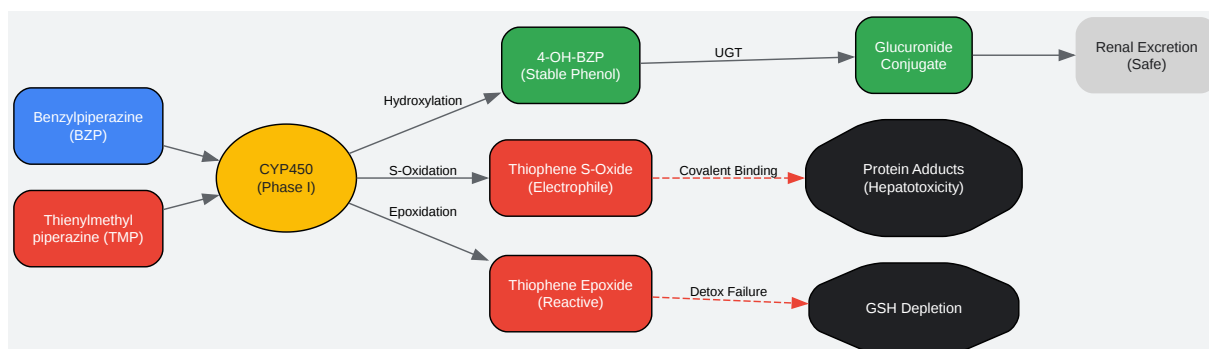 Benzylpiperazine
(BZP)
Thienylmethyl
piperazine (TMP)
CYP450
(Phase I)
Hydroxylation
S-Oxidation
Epoxidation
4-OH-BZP
(Stable Phenol)
UGT
Glucuronide
Conjugate
Renal Excretion
(Safe)
Thiophene S-Oxide
(Electrophile)
Covalent Binding
Protein Adducts
(Hepatotoxicity)
Thiophene Epoxide
(Reactive)
Detox Failure
GSH Depletion